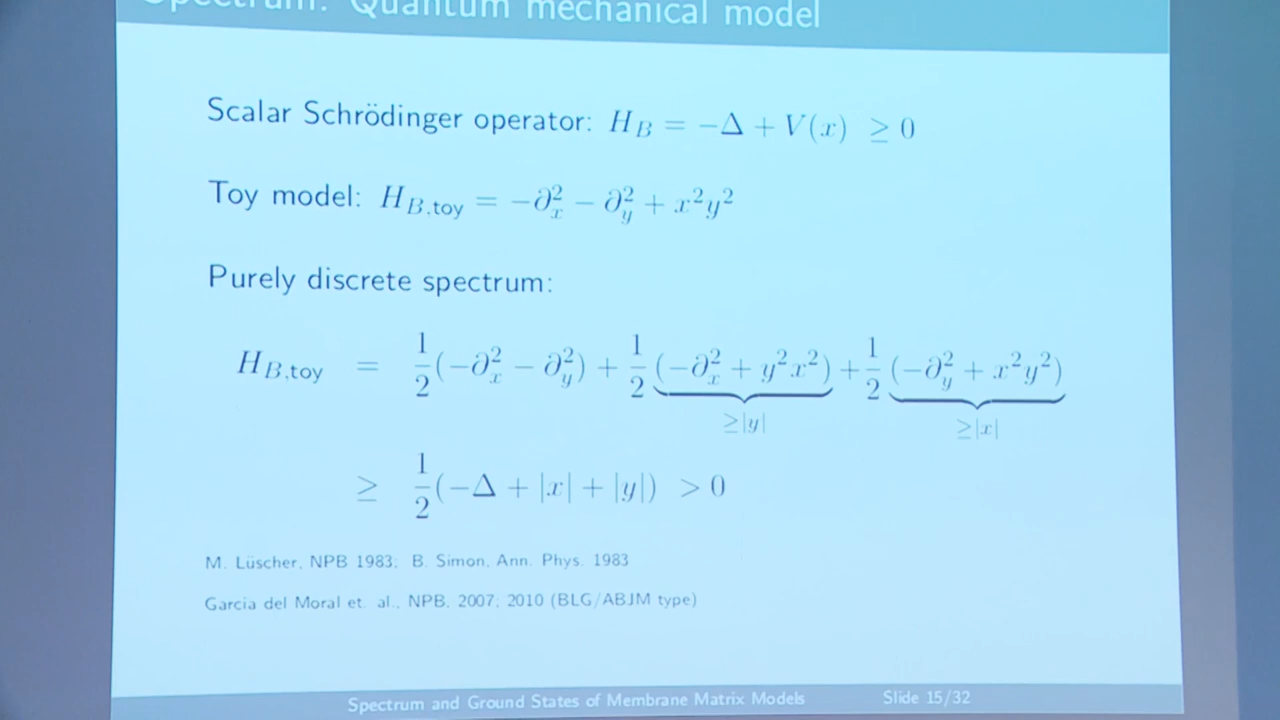 Spectrum: Quantum mechanical model
Scalar Schrödinger operator: H_B = −Δ + V(x) ≥ 0
Toy model: H_{B,toy} = −∂_x^2 − ∂_y^2 + x^2y^2
Purely discrete spectrum:
H_{B,toy} = 1/2(−∂_x^2 − ∂_y^2) + 1/2(−∂_x^2 + y^2x^2) + 1/2(−∂_y^2 + x^2y^2)
≥|y| ≥|x|
≥ 1/2(−Δ + |x| + |y|) > 0
M. Lüscher, NPB 1983; B. Simon, Ann. Phys. 1983
Garcia del Moral et. al., NPB, 2007; 2010 (BLG/ABJM type)
Spectrum and Ground States of Membrane Matrix Models Slide 15/32